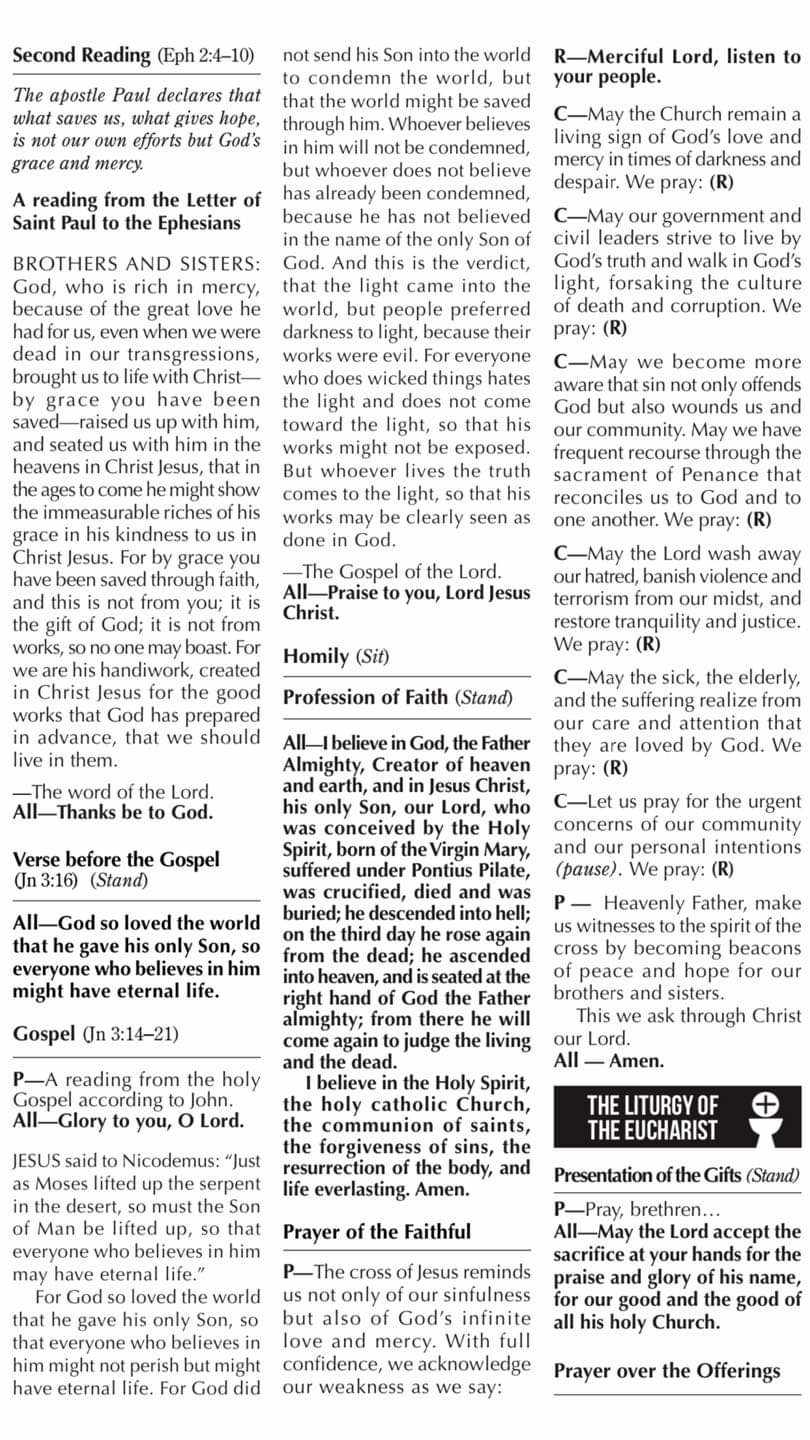 Second Reading (Eph 2:4–10)
The apostle Paul declares that
what saves us, what gives hope,
is not our own efforts but God's
grace and mercy.
A reading from the Letter of
Saint Paul to the Ephesians
BROTHERS AND SISTERS:
God, who is rich in mercy,
because of the great love he
had for us, even when we were
dead in our transgressions,
brought us to life with Christ—
by grace you have been
saved—raised us up with him,
and seated us with him in the
heavens in Christ Jesus, that in
the ages to come he might show
the immeasurable riches of his
grace in his kindness to us in
Christ Jesus. For by grace you
have been saved through faith,
and this is not from you; it is
the gift of God; it is not from
works, so no one may boast. For
we are his handiwork, created
in Christ Jesus for the good
works that God has prepared
in advance, that we should
live in them.
—The word of the Lord.
All—Thanks be to God.
Verse before the Gospel
(Jn 3:16) (Stand)
All—God so loved the world
that he gave his only Son, so
everyone who believes in him
might have eternal life.
Gospel (Jn 3:14–21)
P—A reading from the holy
Gospel according to John.
All—Glory to you, O Lord.
JESUS said to Nicodemus: “Just
as Moses lifted up the serpent
in the desert, so must the Son
of Man be lifted up, so that
everyone who believes in him
may have eternal life.”
For God so loved the world
that he gave his only Son, so
that everyone who believes in
him might not perish but might
have eternal life. For God did
not send his Son into the world
to condemn the world, but
that the world might be saved
through him. Whoever believes
in him will not be condemned,
but whoever does not believe
has already been condemned,
because he has not believed
in the name of the only Son of
God. And this is the verdict,
that the light came into the
world, but people preferred
darkness to light, because their
works were evil. For everyone
who does wicked things hates
the light and does not come
toward the light, so that his
works might not be exposed.
But whoever lives the truth
comes to the light, so that his
works may be clearly seen as
done in God.
—The Gospel of the Lord.
All—Praise to you, Lord Jesus
Christ.
Homily (Sit)
Profession of Faith (Stand)
All—I believe in God, the Father
Almighty, Creator of heaven
and earth, and in Jesus Christ,
his only Son, our Lord, who
was conceived by the Holy
Spirit, born of the Virgin Mary,
suffered under Pontius Pilate,
was crucified, died and was
buried; he descended into hell;
on the third day he rose again
from the dead; he ascended
into heaven, and is seated at the
right hand of God the Father
almighty; from there he will
come again to judge the living
and the dead.
I believe in the Holy Spirit,
the holy catholic Church,
the communion of saints,
the forgiveness of sins, the
resurrection of the body, and
life everlasting. Amen.
Prayer of the Faithful
P—The cross of Jesus reminds
us not only of our sinfulness
but also of God's infinite
love and mercy. With full
confidence, we acknowledge
our weakness as we say:
R—Merciful Lord, listen to
your people.
C—May the Church remain a
living sign of God's love and
mercy in times of darkness and
despair. We pray: (R)
C—May our government and
civil leaders strive to live by
God's truth and walk in God's
light, forsaking the culture
of death and corruption. We
pray: (R)
C—May we become more
aware that sin not only offends
God but also wounds us and
our community. May we have
frequent recourse through the
sacrament of Penance that
reconciles us to God and to
one another. We pray: (R)
C—May the Lord wash away
our hatred, banish violence and
terrorism from our midst, and
restore tranquility and justice.
We pray: (R)
C—May the sick, the elderly,
and the suffering realize from
our care and attention that
they are loved by God. We
pray: (R)
C—Let us pray for the urgent
concerns of our community
and our personal intentions
(pause). We pray: (R)
P — Heavenly Father, make
us witnesses to the spirit of the
cross by becoming beacons
of peace and hope for our
brothers and sisters.
This we ask through Christ
our Lord.
All — Amen.
THE LITURGY OF
THE EUCHARIST
Presentation of the Gifts (Stand)
P—Pray, brethren…
All—May the Lord accept the
sacrifice at your hands for the
praise and glory of his name,
for our good and the good of
all his holy Church.
Prayer over the Offerings